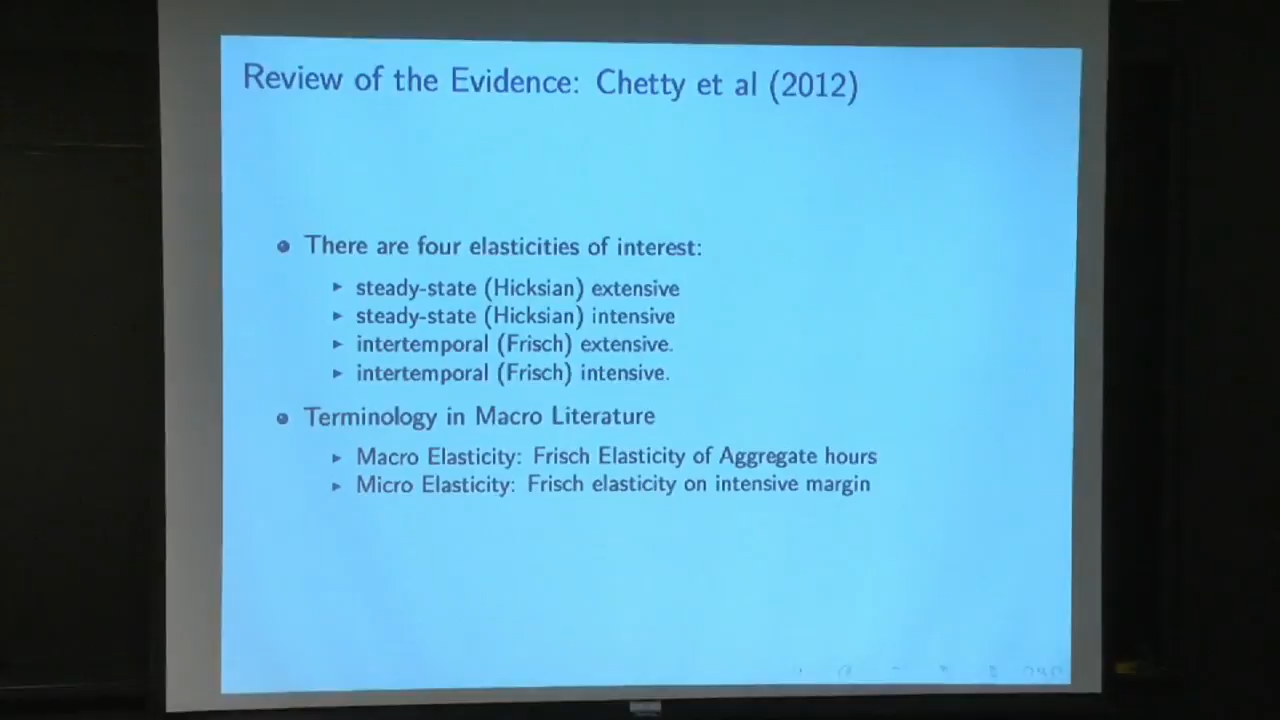 Review of the Evidence: Chetty et al (2012)
There are four elasticities of interest:
steady-state (Hicksian) extensive
steady-state (Hicksian) intensive
intertemporal (Frisch) extensive.
intertemporal (Frisch) intensive.
Terminology in Macro Literature
Macro Elasticity: Frisch Elasticity of Aggregate hours
Micro Elasticity: Frisch elasticity on intensive margin